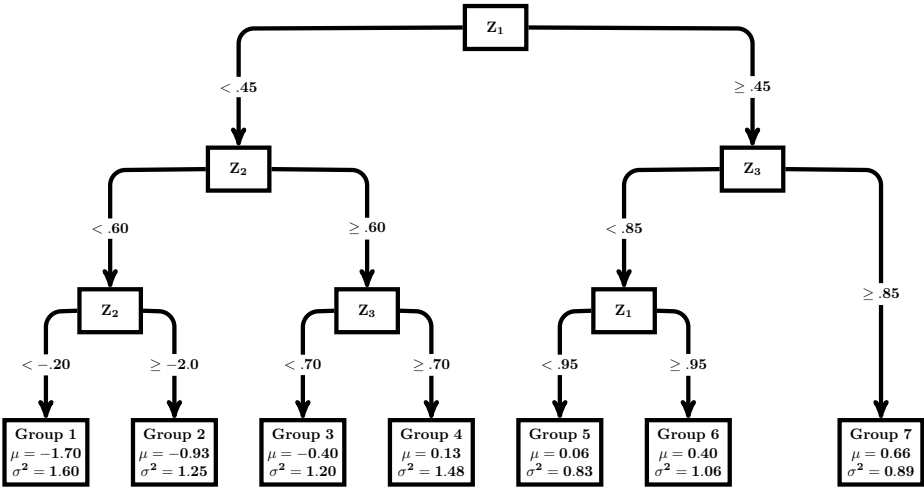 Z₁
< .45
≥ .45
Z₂
Z₃
< .60
≥ .60
< .85
≥ .85
Z₂
Z₃
Z₁
< −.20
≥ −2.0
< .70
≥ .70
< .95
≥ .95
Group 1
μ = −1.70
σ² = 1.60
Group 2
μ = −0.93
σ² = 1.25
Group 3
μ = −0.40
σ² = 1.20
Group 4
μ = 0.13
σ² = 1.48
Group 5
μ = 0.06
σ² = 0.83
Group 6
μ = 0.40
σ² = 1.06
Group 7
μ = 0.66
σ² = 0.89